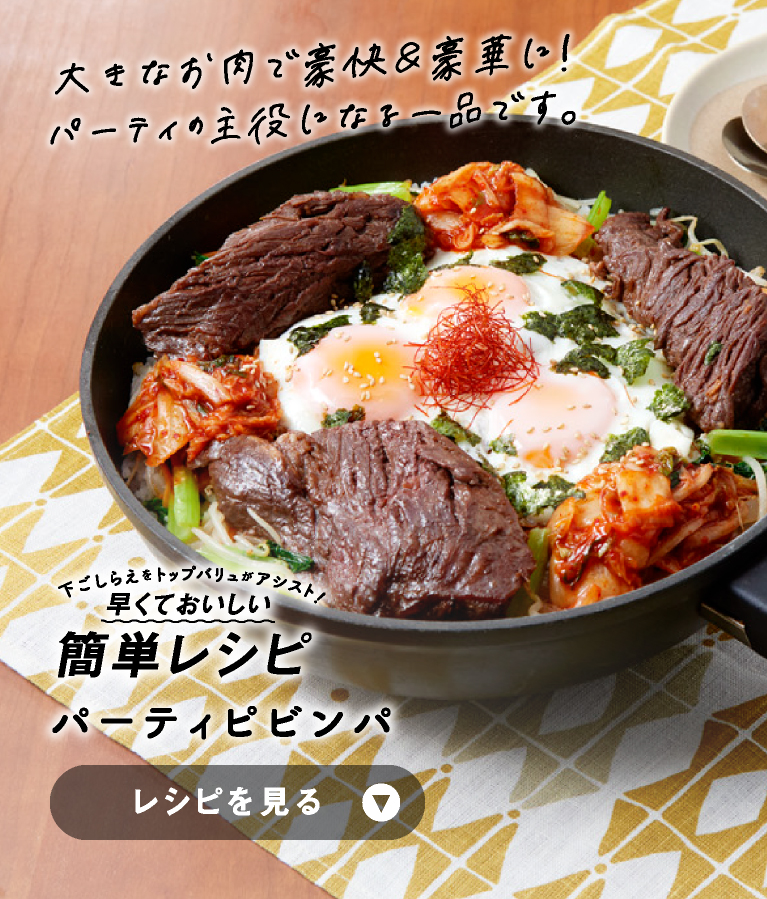 大きなお肉で豪快&豪華に!
パーティの主役になる一品です。
下ごしらえをトップバリュがアシスト!
早くておいしい
簡単レシピ
パーティピビンパ
レシピを見る